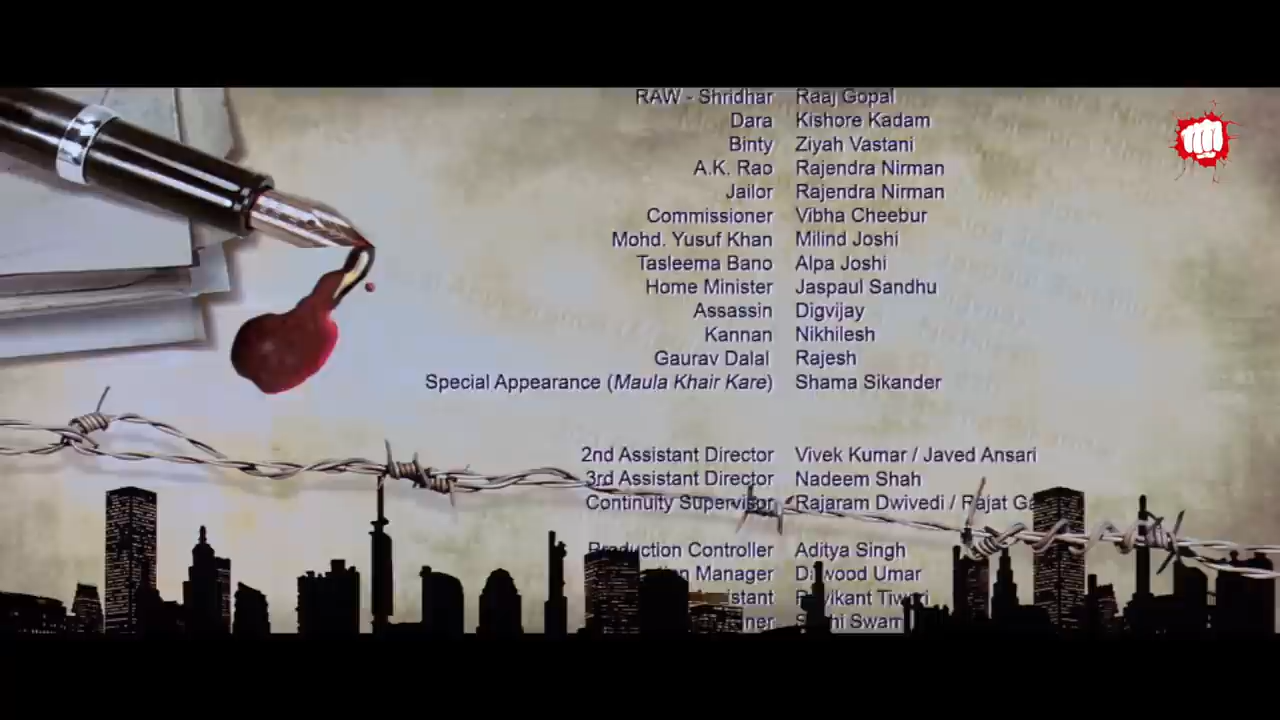 RAW - Shridhar Raaj Gopal
Dara Kishore Kadam
Binty Ziyah Vastani
A.K. Rao Rajendra Nirman
Jailor Rajendra Nirman
Commissioner Vibha Cheebur
Mohd. Yusuf Khan Milind Joshi
Tasleema Bano Alpa Joshi
Home Minister Jaspaul Sandhu
Assassin Digvijay
Kannan Nikhilesh
Gaurav Dalal Rajesh
Special Appearance (Maula Khair Kare) Shama Sikander
2nd Assistant Director Vivek Kumar / Javed Ansari
3rd Assistant Director Nadeem Shah
Continuity Supervisor Rajaram Dwivedi / Rajat
Production Controller Aditya Singh
Manager Dawood Umar